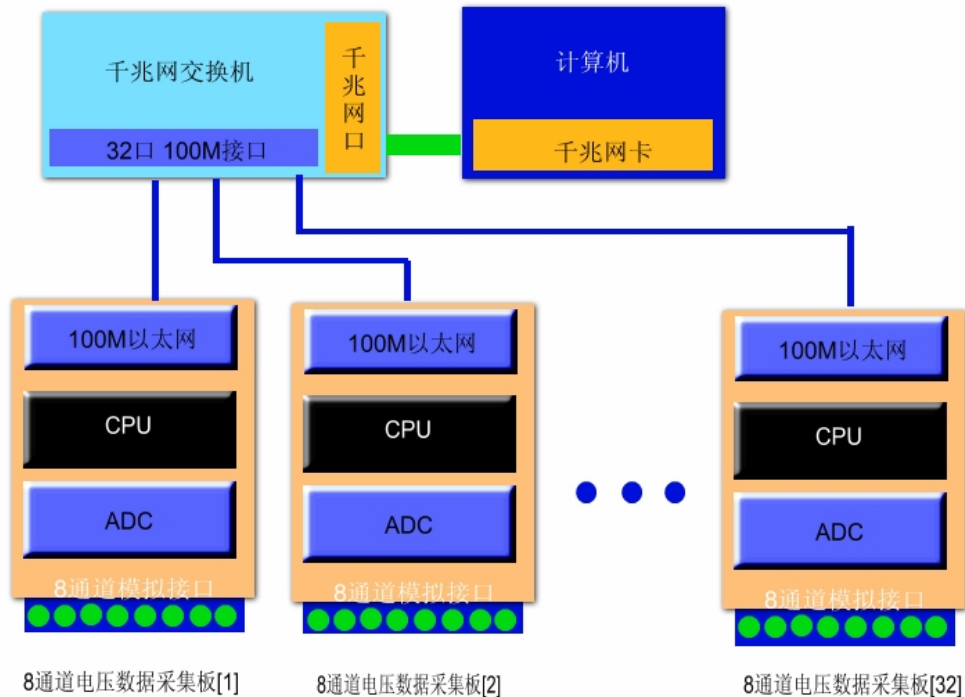 千兆网交换机
千兆网口
32口 100M接口
计算机
千兆网卡
100M以太网
CPU
ADC
8通道模拟接口
8通道电压数据采集板[1]
100M以太网
CPU
ADC
8通道模拟接口
8通道电压数据采集板[2]
100M以太网
CPU
ADC
8通道模拟接口
8通道电压数据采集板[32]